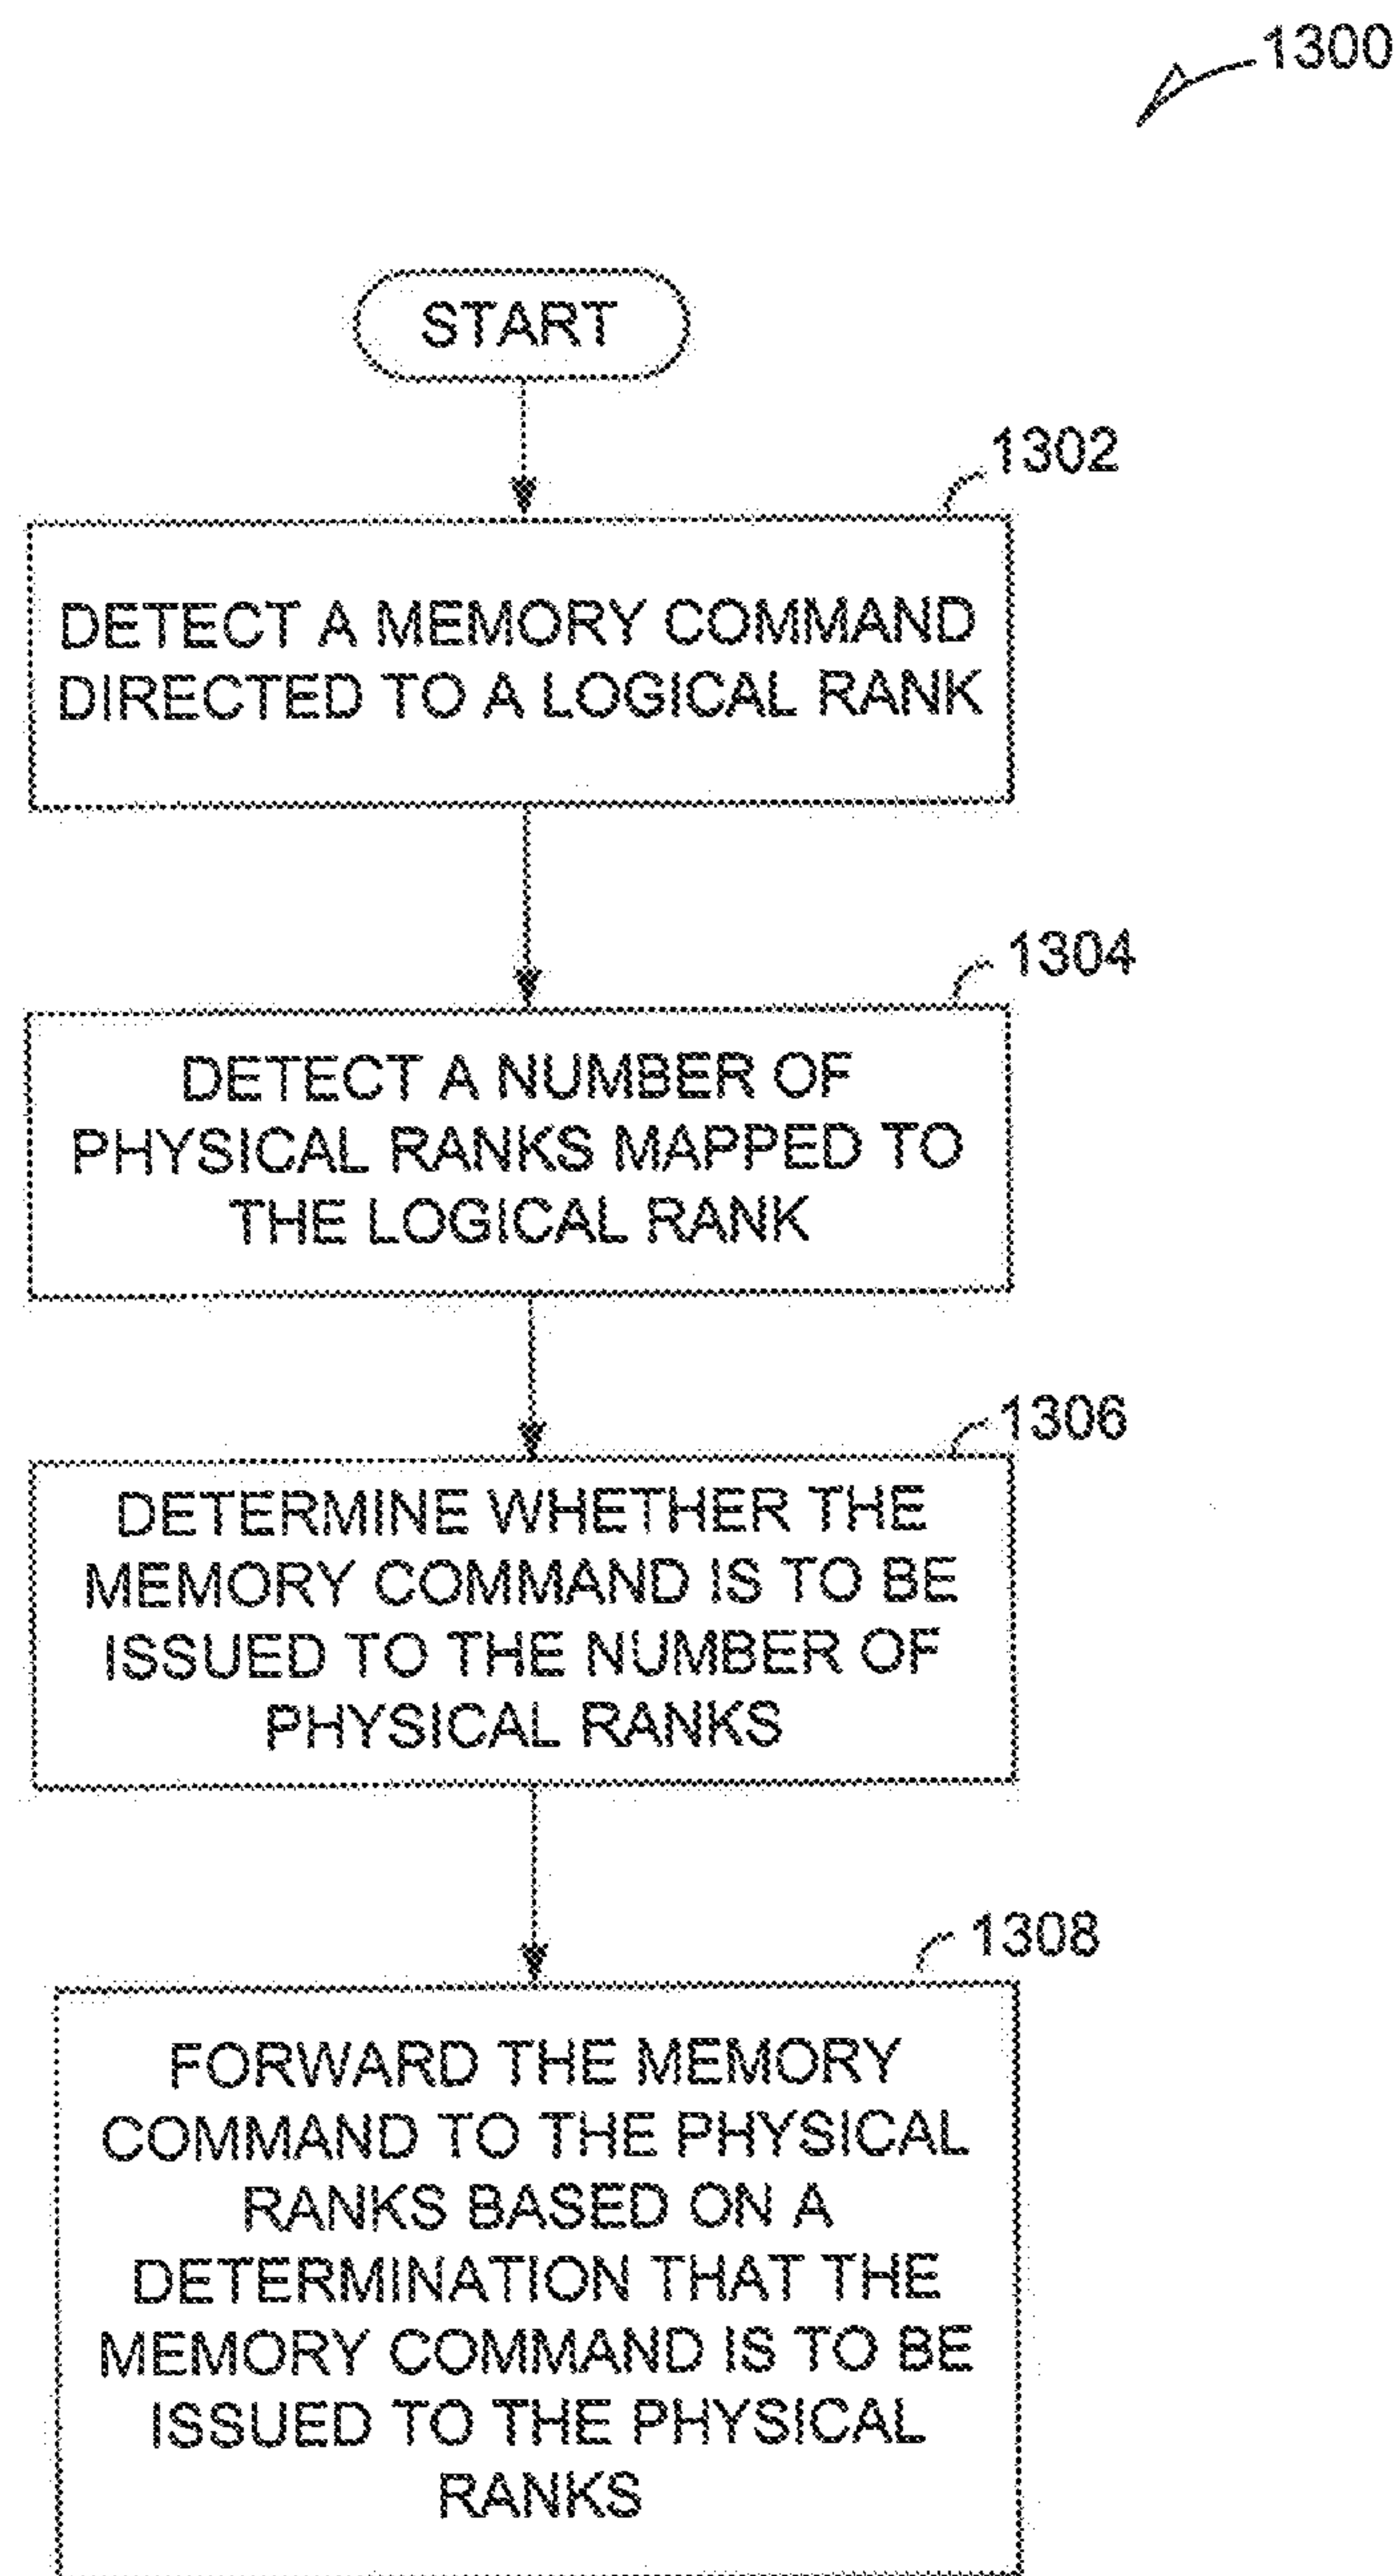 1300
START
1302
DETECT A MEMORY COMMAND
DIRECTED TO A LOGICAL RANK
1304
DETECT A NUMBER OF
PHYSICAL RANKS MAPPED TO
THE LOGICAL RANK
1306
DETERMINE WHETHER THE
MEMORY COMMAND IS TO BE
ISSUED TO THE NUMBER OF
PHYSICAL RANKS
1308
FORWARD THE MEMORY
COMMAND TO THE PHYSICAL
RANKS BASED ON A
DETERMINATION THAT THE
MEMORY COMMAND IS TO BE
ISSUED TO THE PHYSICAL
RANKS